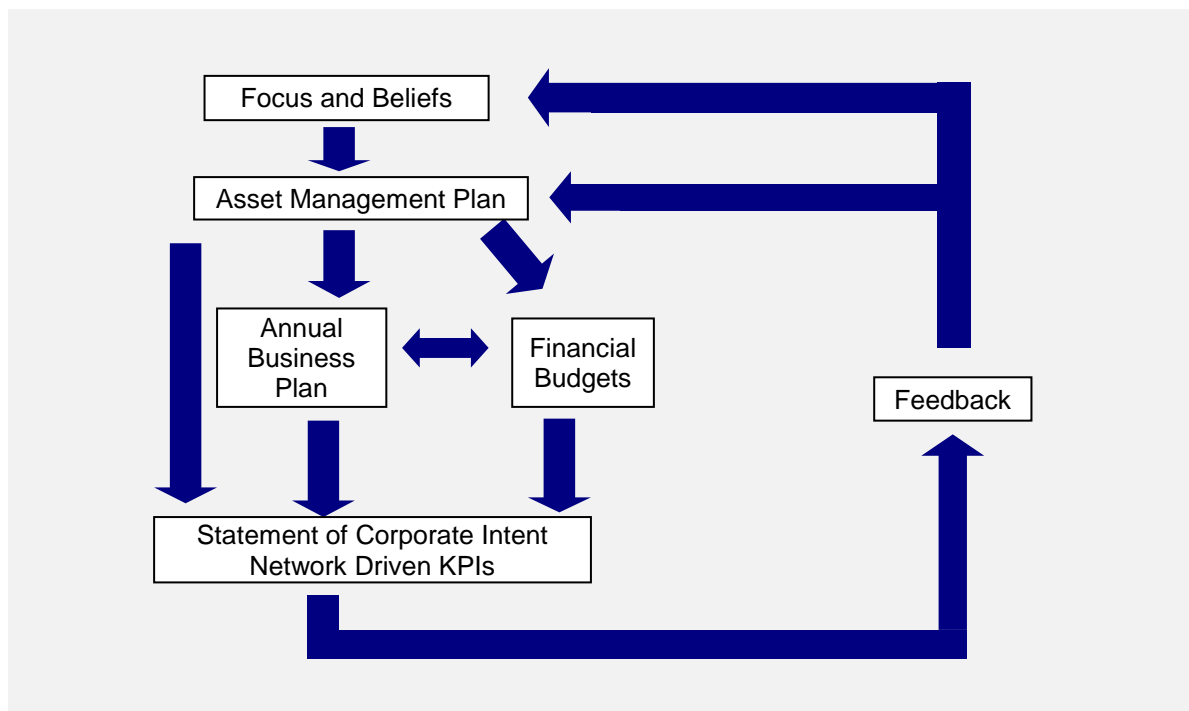 Focus and Beliefs
Asset Management Plan
Annual
Business
Plan
Financial
Budgets
Feedback
Statement of Corporate Intent
Network Driven KPIs